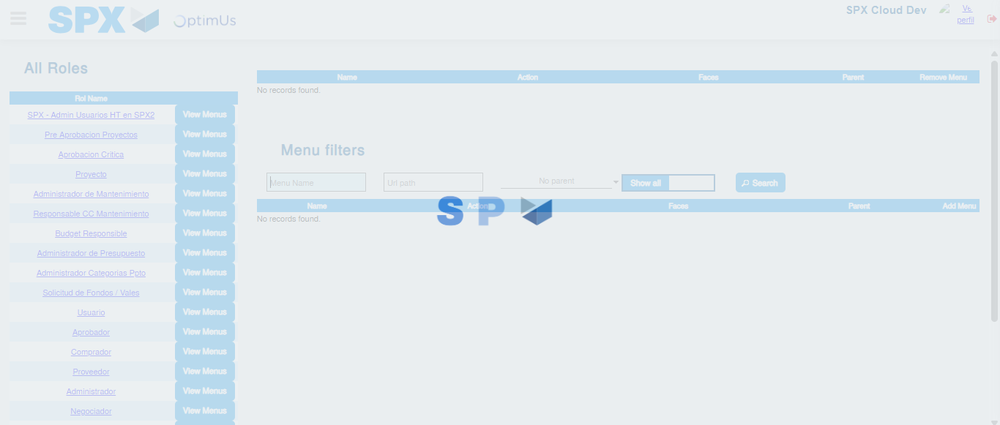 SPX OptimUs
SPX Cloud Dev
perfil
All Roles
Rol Name
SPX - Admin Usuarios HT en SPX2 View Menus
Pre Aprobacion Proyectos View Menus
Aprobacion Critica View Menus
Proyecto View Menus
Administrador de Mantenimiento View Menus
Responsable CC Mantenimiento View Menus
Budget Responsible View Menus
Administrador de Presupuesto View Menus
Administrador Categorias Ppto View Menus
Solicitud de Fondos / Vales View Menus
Usuario View Menus
Aprobador View Menus
Comprador View Menus
Proveedor View Menus
Administrador View Menus
Negociador View Menus
Name Action Faces Parent Remove Menu
No records found.
Menu filters
Menu Name Url path No parent Show all Search
Name Action Faces Parent Add Menu
No records found.
SP